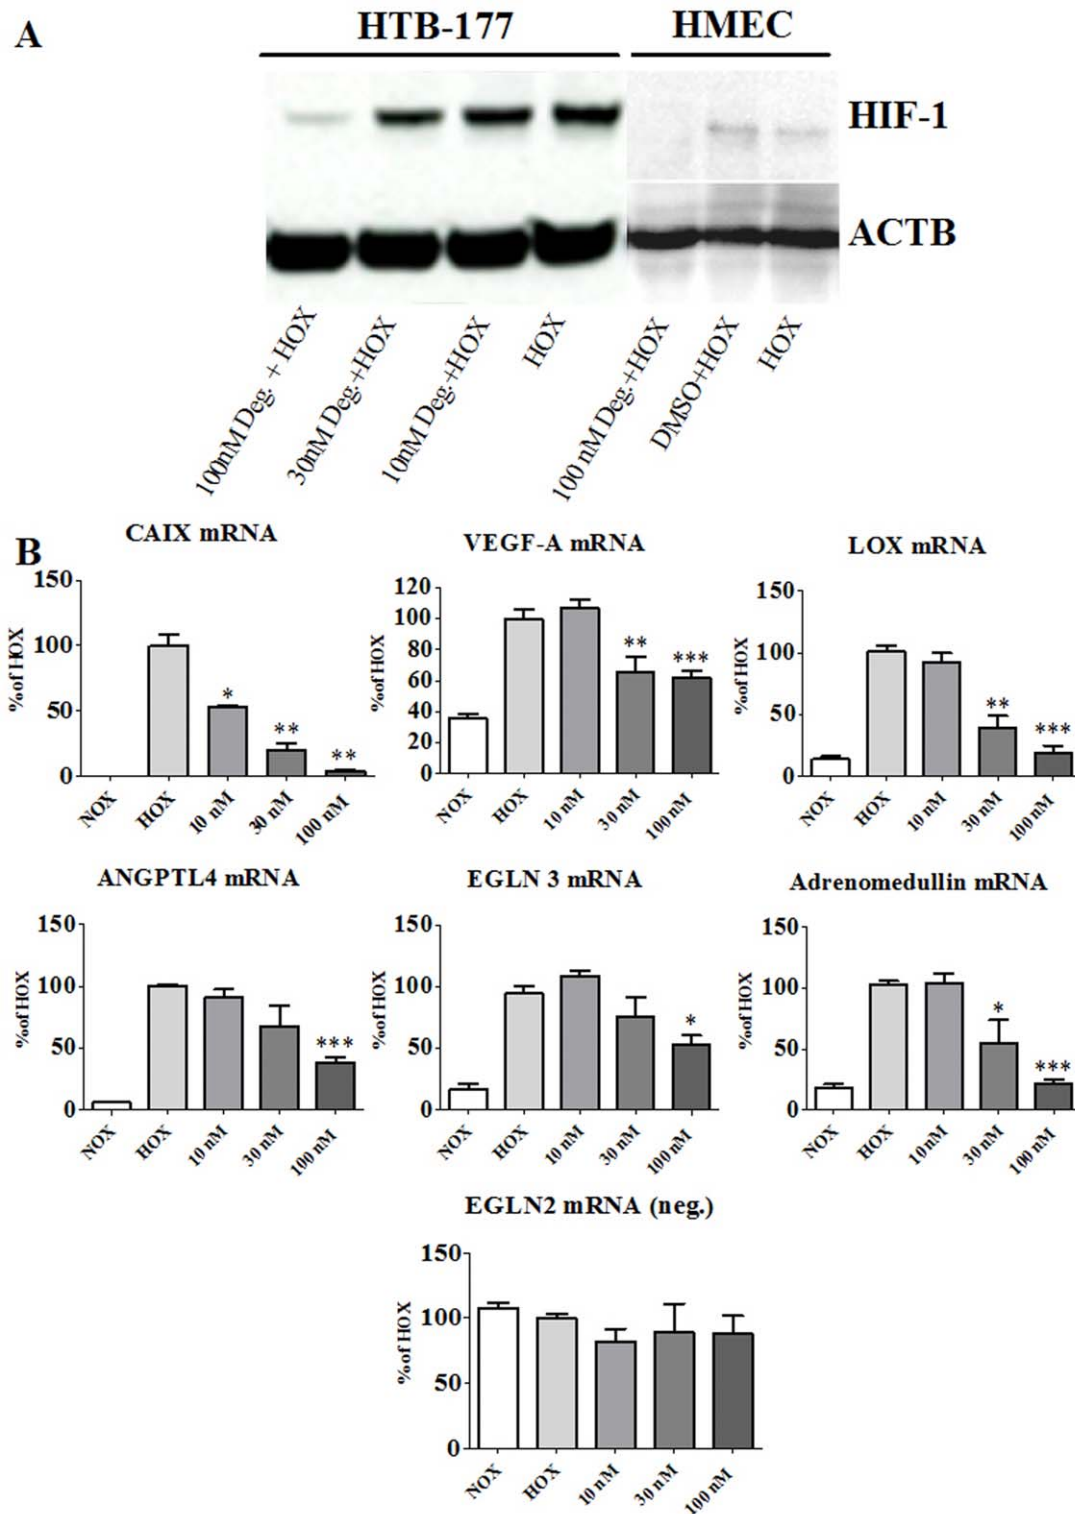 A
HTB-177 HMEC
HIF-1
ACTB
100nM Deg. + HOX
30nM Deg.+HOX
10nM Deg.+HOX
HOX
100 nM Deg.+HOX
DMSO+HOX
HOX
B
CAIX mRNA
%of HOX
150
100
50
0
NOX HOX 10 nM 30 nM 100 nM
* ** **
VEGF-A mRNA
%of HOX
120
100
80
60
40
20
0
NOX HOX 10 nM 30 nM 100 nM
** ***
LOX mRNA
%of HOX
150
100
50
0
NOX HOX 10 nM 30 nM 100 nM
** ***
ANGPTL4 mRNA
%of HOX
150
100
50
0
NOX HOX 10 nM 30 nM 100 nM
***
EGLN 3 mRNA
%of HOX
150
100
50
0
NOX HOX 10 nM 30 nM 100 nM
*
Adrenomedullin mRNA
%of HOX
150
100
50
0
NOX HOX 10 nM 30 nM 100 nM
* ***
EGLN2 mRNA (neg.)
%of HOX
150
100
50
0
NOX HOX 10 nM 30 nM 100 nM